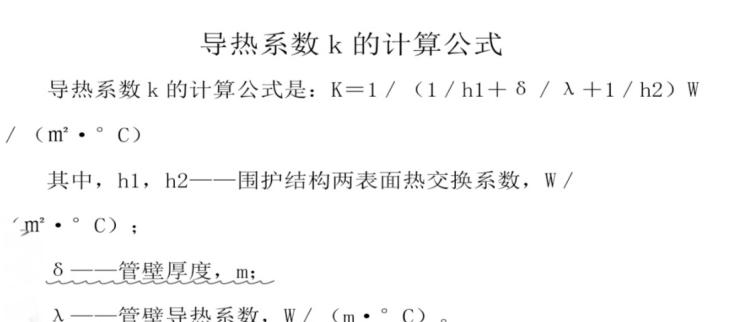 导热系数 k 的计算公式
导热系数 k 的计算公式是：K＝1／（1／h1＋δ／λ＋1／h2）W
／（m²•°C）
其中，h1，h2——围护结构两表面热交换系数，W／
（m²•°C）；
δ——管壁厚度，m；
λ——管壁导热系数，W／（m•°C）。